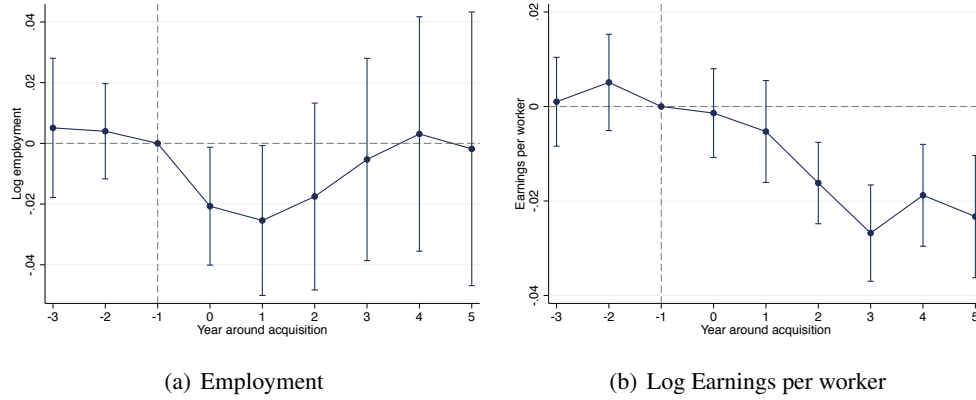 .04
.02
0
-.02
-.04
Log employment
-3 -2 -1 0 1 2 3 4 5
Year around acquisition
(a) Employment
.02
0
-.02
-.04
Earnings per worker
-3 -2 -1 0 1 2 3 4 5
Year around acquisition
(b) Log Earnings per worker